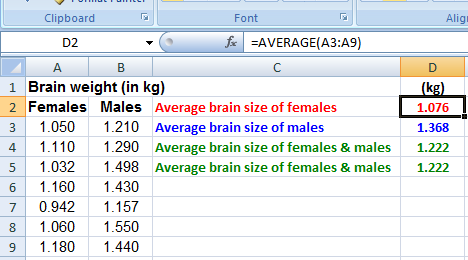 Format Painter
Clipboard Font Alig
D2 fx =AVERAGE(A3:A9)
A B C D
1 Brain weight (in kg) (kg)
2 Females Males Average brain size of females 1.076
3 1.050 1.210 Average brain size of males 1.368
4 1.110 1.290 Average brain size of females & males 1.222
5 1.032 1.498 Average brain size of females & males 1.222
6 1.160 1.430
7 0.942 1.157
8 1.060 1.550
9 1.180 1.440